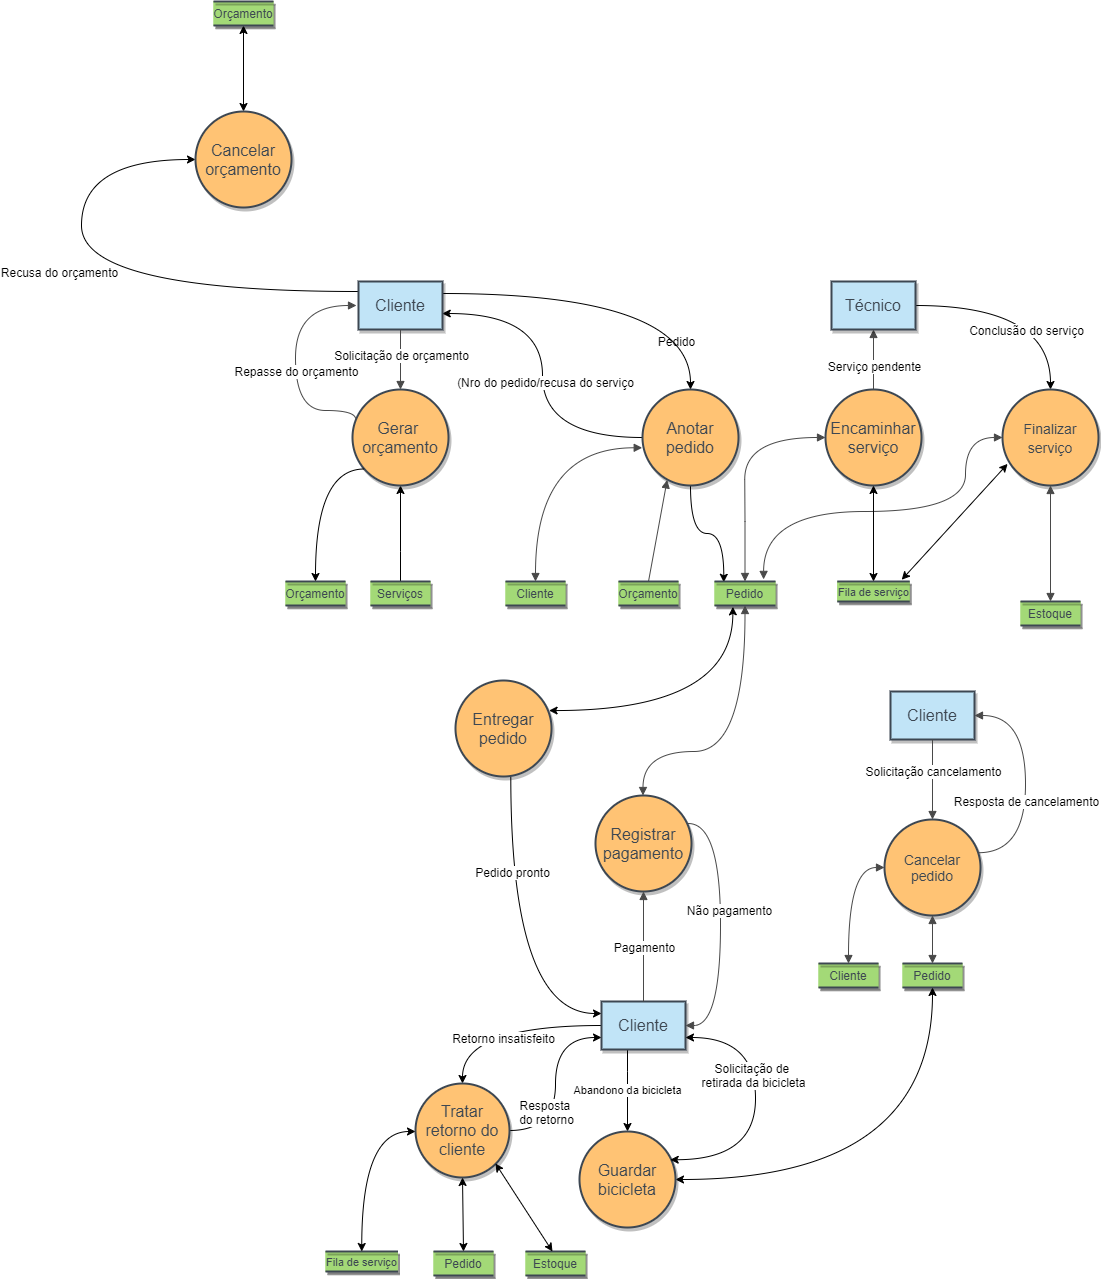 Orçamento
Cancelar
orçamento
Recusa do orçamento
Cliente
Técnico
Pedido
Conclusão do serviço
Solicitação de orçamento
Repasse do orçamento
Serviço pendente
(Nro do pedido/recusa do serviço
Gerar
orçamento
Anotar
pedido
Encaminhar
serviço
Finalizar
serviço
Orçamento
Serviços
Cliente
Orçamento
Pedido
Fila de serviço
Estoque
Entregar
pedido
Cliente
Solicitação cancelamento
Resposta de cancelamento
Registrar
pagamento
Cancelar
pedido
Pedido pronto
Não pagamento
Pagamento
Cliente
Pedido
Cliente
Retorno insatisfeito
Solicitação de
retirada da bicicleta
Abandono da bicicleta
Resposta
do retorno
Tratar
retorno do
cliente
Guardar
bicicleta
Fila de serviço
Pedido
Estoque